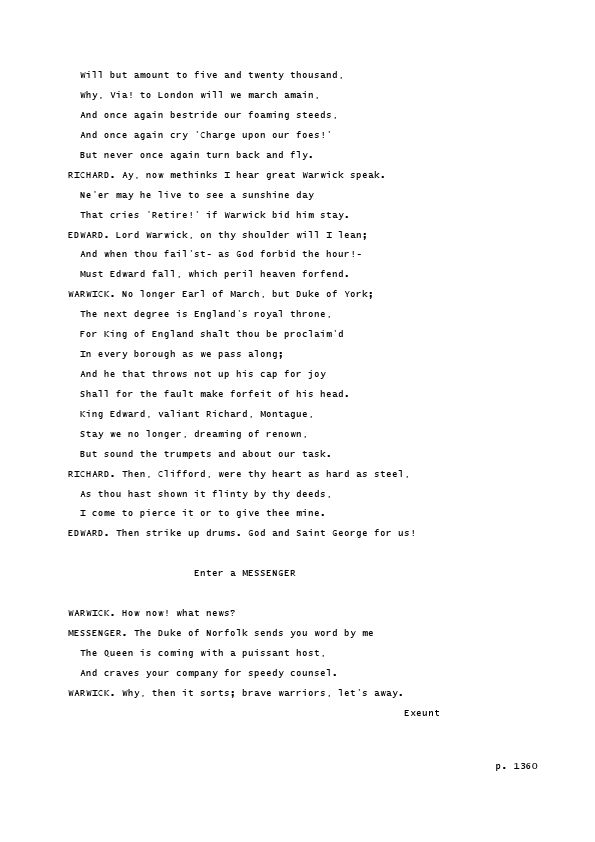 Will but amount to five and twenty thousand,
Why, Via! to London will we march amain,
And once again bestride our foaming steeds,
And once again cry 'Charge upon our foes!'
But never once again turn back and fly.
RICHARD. Ay, now methinks I hear great Warwick speak.
Ne'er may he live to see a sunshine day
That cries 'Retire!' if Warwick bid him stay.
EDWARD. Lord Warwick, on thy shoulder will I lean;
And when thou fail'st- as God forbid the hour!-
Must Edward fall, which peril heaven forfend.
WARWICK. No longer Earl of March, but Duke of York;
The next degree is England's royal throne,
For King of England shalt thou be proclaim'd
In every borough as we pass along;
And he that throws not up his cap for joy
Shall for the fault make forfeit of his head.
King Edward, valiant Richard, Montague,
Stay we no longer, dreaming of renown,
But sound the trumpets and about our task.
RICHARD. Then, Clifford, were thy heart as hard as steel,
As thou hast shown it flinty by thy deeds,
I come to pierce it or to give thee mine.
EDWARD. Then strike up drums. God and Saint George for us!
Enter a MESSENGER
WARWICK. How now! what news?
MESSENGER. The Duke of Norfolk sends you word by me
The Queen is coming with a puissant host,
And craves your company for speedy counsel.
WARWICK. Why, then it sorts; brave warriors, let's away.
Exeunt
p. 1360